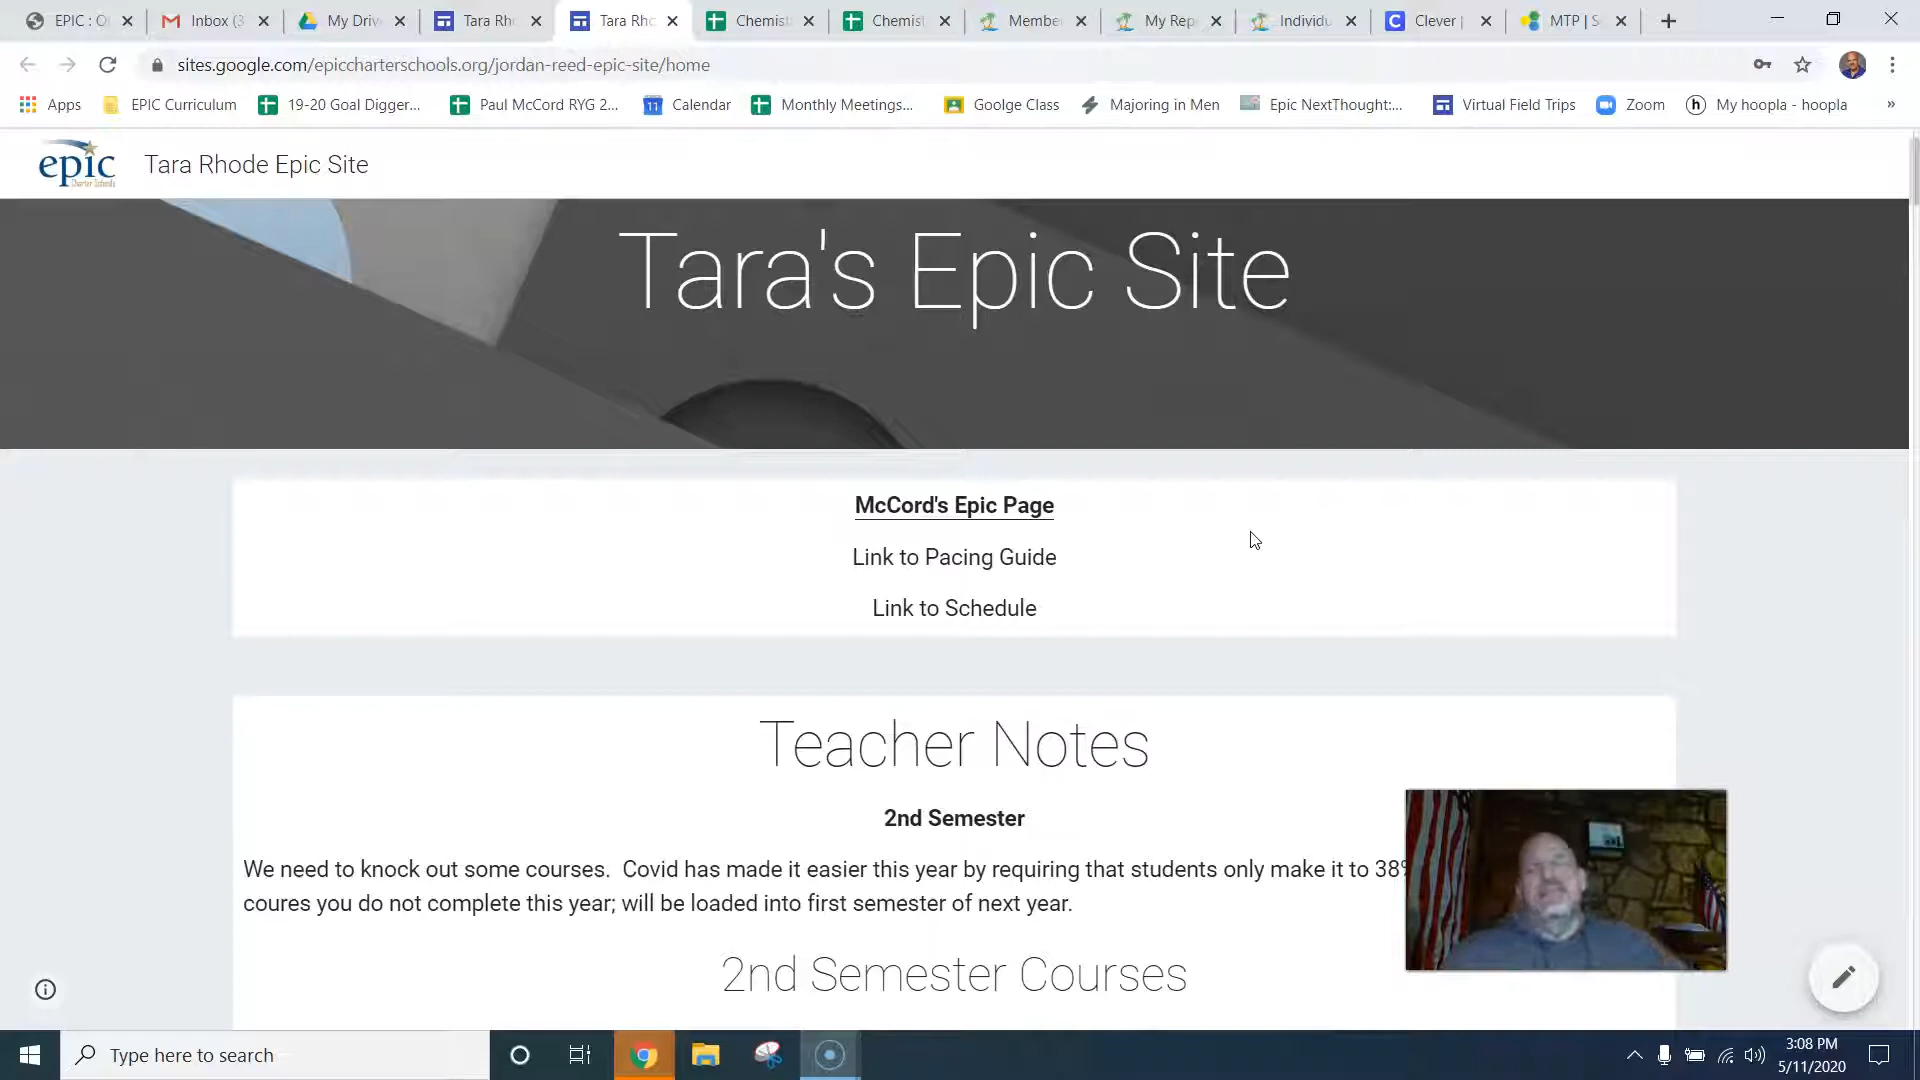 EPIC : O
Inbox (3
My Driv
Tara Rh
Tara Rho
Chemist
Chemist
Membe
My Rep
Individu
Clever |
MTP | S
sites.google.com/epiccharterschools.org/jordan-reed-epic-site/home
Apps
EPIC Curriculum
19-20 Goal Digger...
Paul McCord RYG 2...
11
Calendar
Monthly Meetings...
Goolge Class
Majoring in Men
Epic NextThought:...
Virtual Field Trips
Zoom
h
My hoopla - hoopla
»
epic
Charter Schools
Tara Rhode Epic Site
Tara's Epic Site
McCord's Epic Page
Link to Pacing Guide
Link to Schedule
Teacher Notes
2nd Semester
We need to knock out some courses.  Covid has made it easier this year by requiring that students only make it to 38%
coures you do not complete this year; will be loaded into first semester of next year.
2nd Semester Courses
Type here to search
3:08 PM
5/11/2020